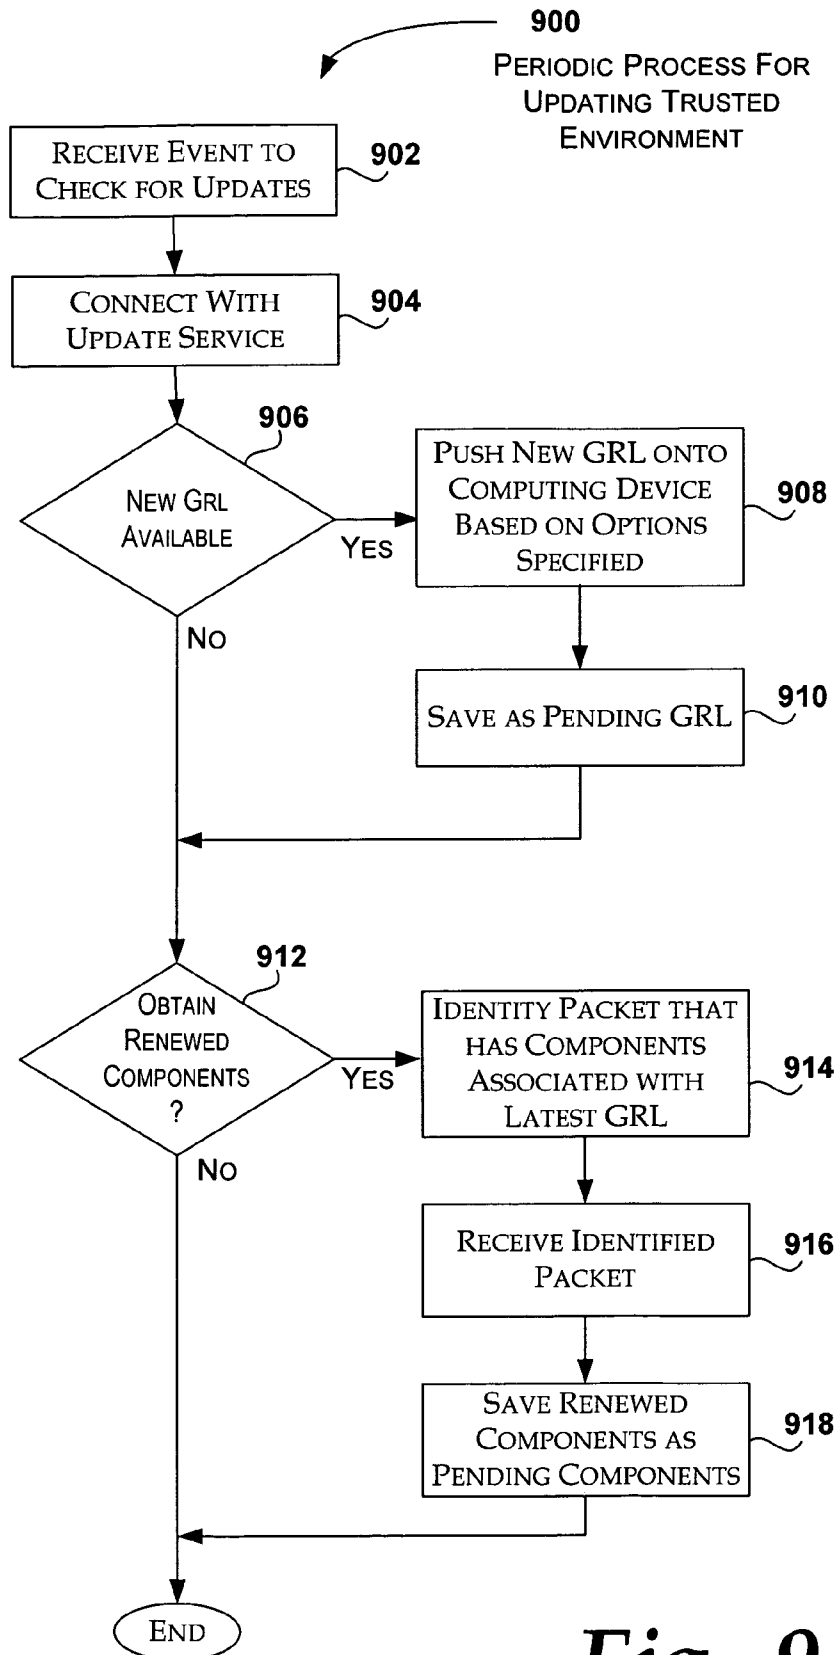 900
PERIODIC PROCESS FOR
UPDATING TRUSTED
ENVIRONMENT
RECEIVE EVENT TO
CHECK FOR UPDATES
902
CONNECT WITH
UPDATE SERVICE
904
906
NEW GRL
AVAILABLE
YES
NO
PUSH NEW GRL ONTO
COMPUTING DEVICE
BASED ON OPTIONS
SPECIFIED
908
SAVE AS PENDING GRL
910
912
OBTAIN
RENEWED
COMPONENTS
?
YES
NO
IDENTITY PACKET THAT
HAS COMPONENTS
ASSOCIATED WITH
LATEST GRL
914
RECEIVE IDENTIFIED
PACKET
916
SAVE RENEWED
COMPONENTS AS
PENDING COMPONENTS
918
END
Fig. 9